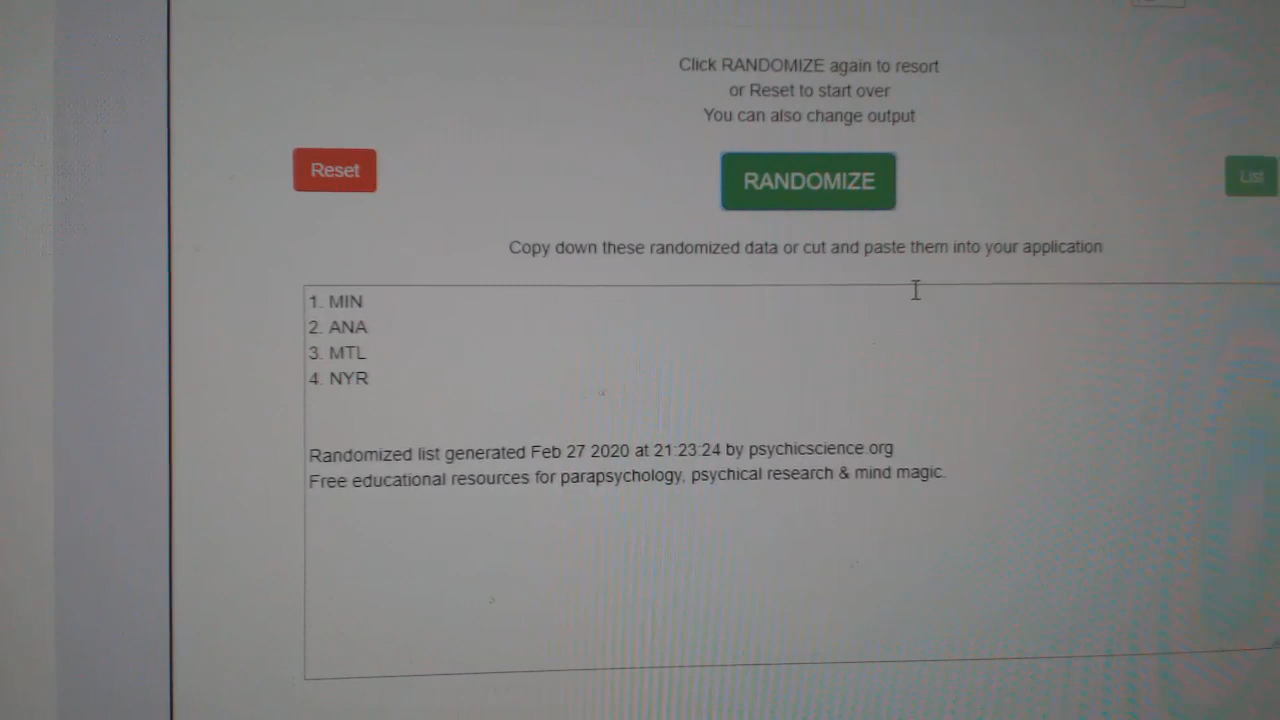 Click RANDOMIZE again to resort
or Reset to start over
You can also change output
Reset
RANDOMIZE
List
Copy down these randomized data or cut and paste them into your application
1. MIN
2. ANA
3. MTL
4. NYR
Randomized list generated Feb 27 2020 at 21:23:24 by psychicscience.org
Free educational resources for parapsychology, psychical research & mind magic.